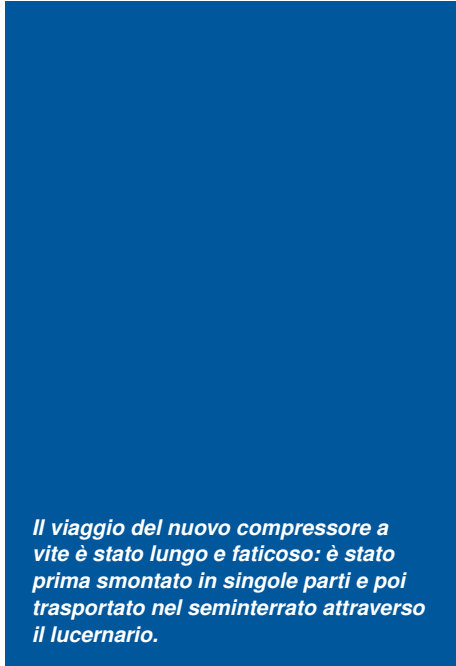 Il viaggio del nuovo compressore a
vite è stato lungo e faticoso: è stato
prima smontato in singole parti e poi
trasportato nel seminterrato attraverso
il lucernario.